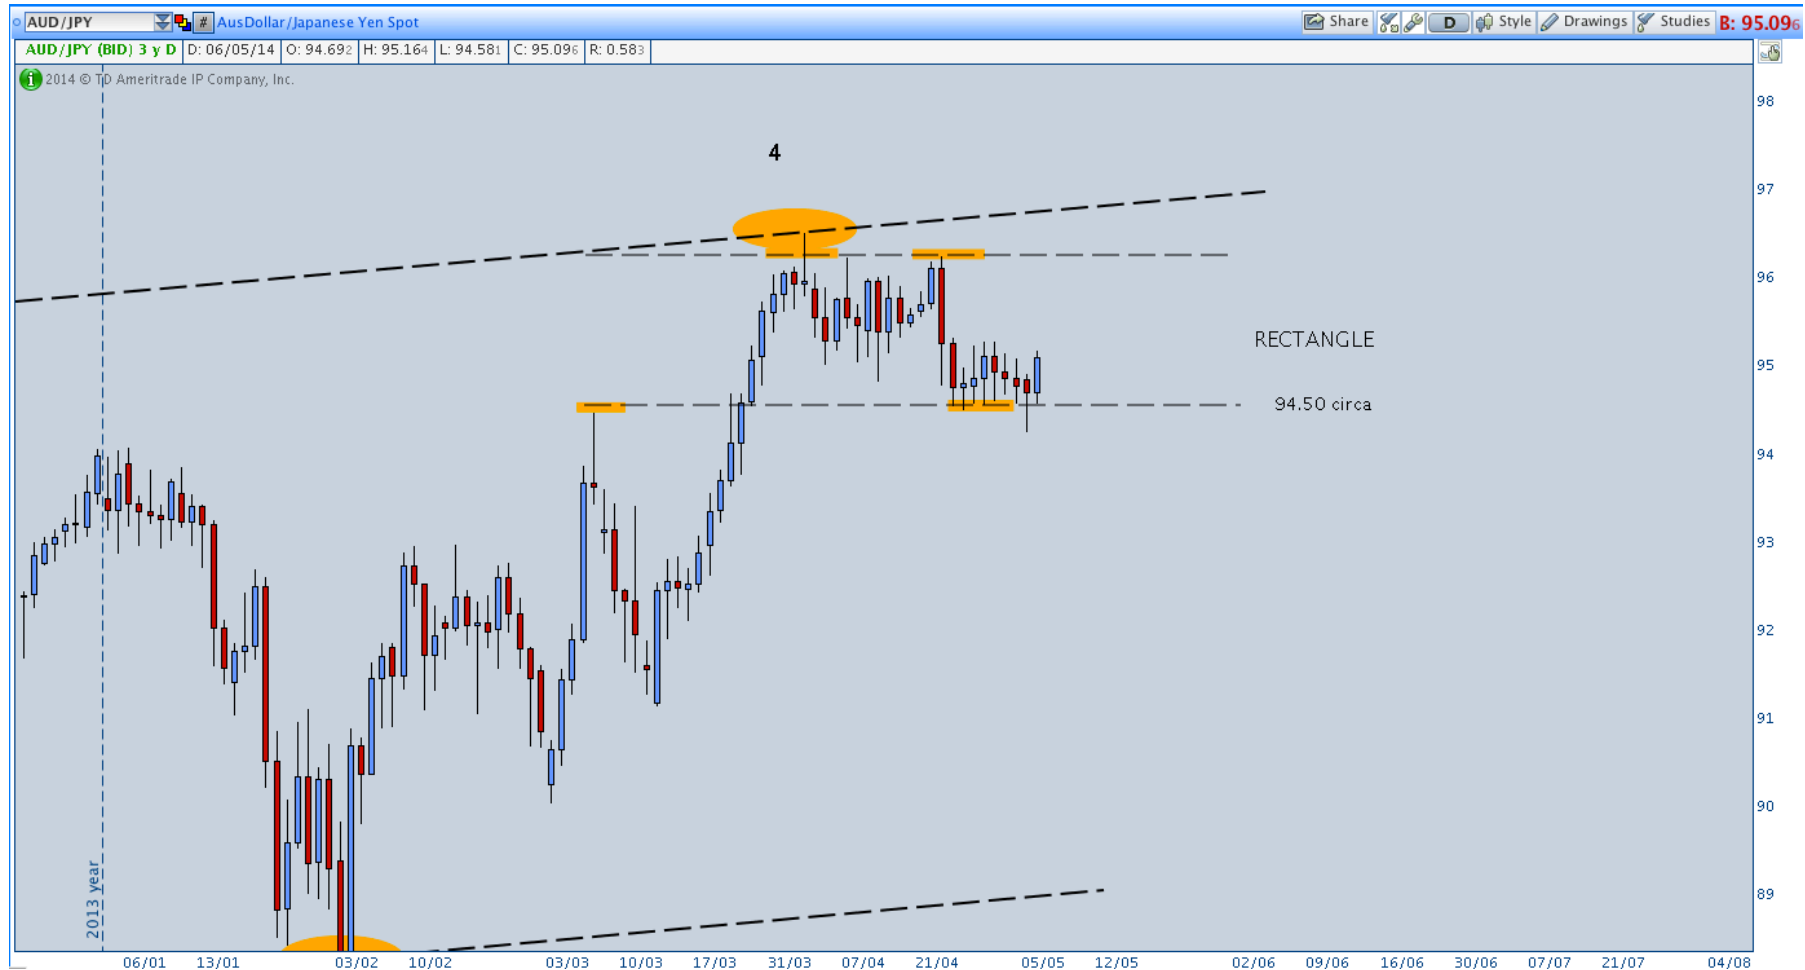 AUD/JPY # AusDollar/Japanese Yen Spot Share D Style Drawings Studies B: 95.096
AUD/JPY (BID) 3 y D D: 06/05/14 O: 94.692 H: 95.164 L: 94.581 C: 95.096 R: 0.583
2014 © TD Ameritrade IP Company, Inc.
98
4
97
96
RECTANGLE
95
94.50 circa
94
93
92
91
90
89
2013 year
06/01 13/01 03/02 10/02 03/03 10/03 17/03 31/03 07/04 21/04 05/05 12/05 02/06 09/06 16/06 30/06 07/07 21/07 04/08